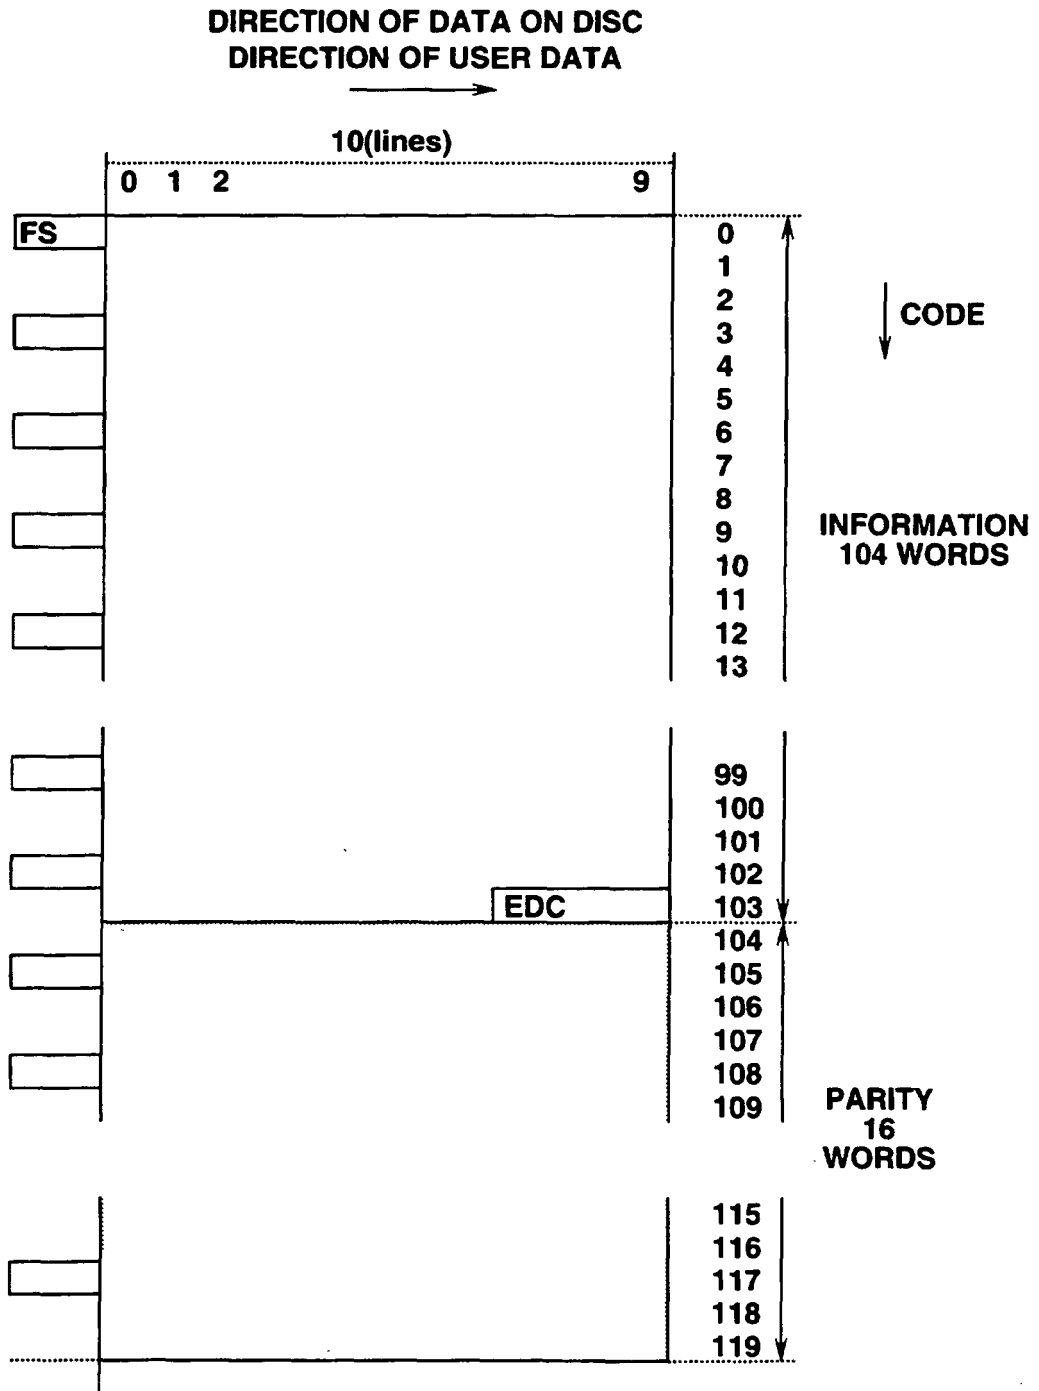 DIRECTION OF DATA ON DISC
DIRECTION OF USER DATA
10(lines)
0 1 2 9
FS
0
1
2
3
4
5
6
7
8
9
10
11
12
13
CODE
INFORMATION
104 WORDS
99
100
101
102
EDC 103
104
105
106
107
108
109
PARITY
16
WORDS
115
116
117
118
119